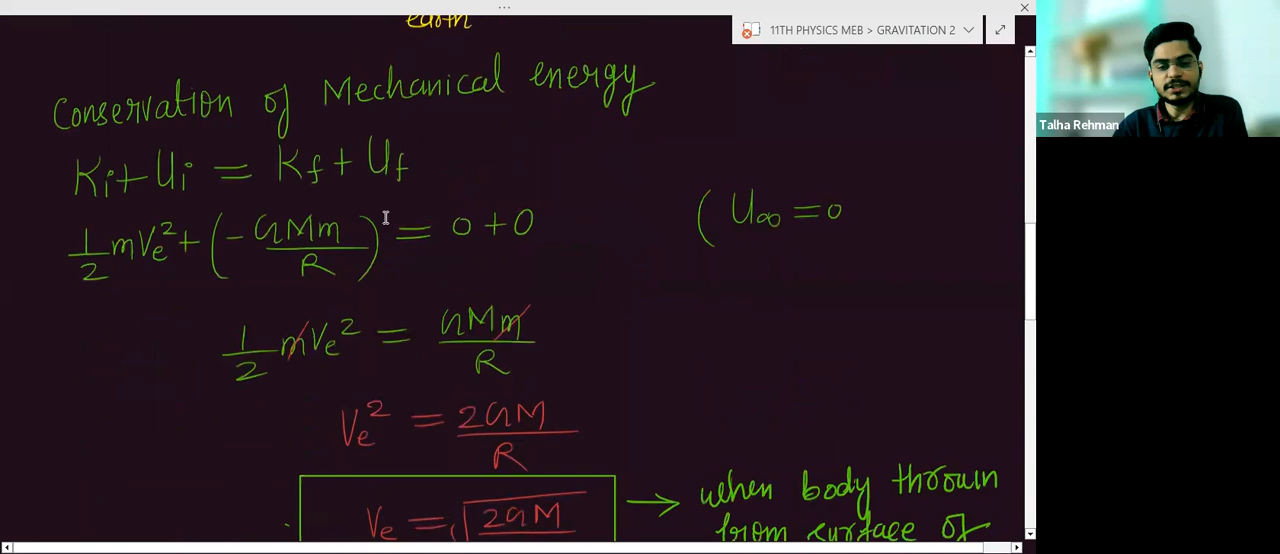 earth
11TH PHYSICS MEB > GRAVITATION 2
Talha Rehman
Conservation of Mechanical energy
Ki + Ui = Kf + Uf
1/2 mVe² + (- GMm/R) = 0 + 0
( U∞ = 0
1/2 mVe² = GMm/R
Ve² = 2GM/R
Ve = √2GM
→ when body thrown
from surface of